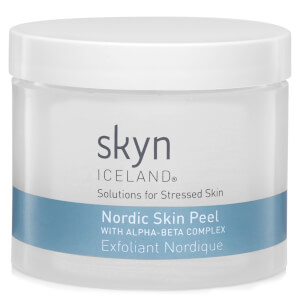 skyn
ICELAND®
Solutions for Stressed Skin
Nordic Skin Peel
WITH ALPHA-BETA COMPLEX
Exfoliant Nordique